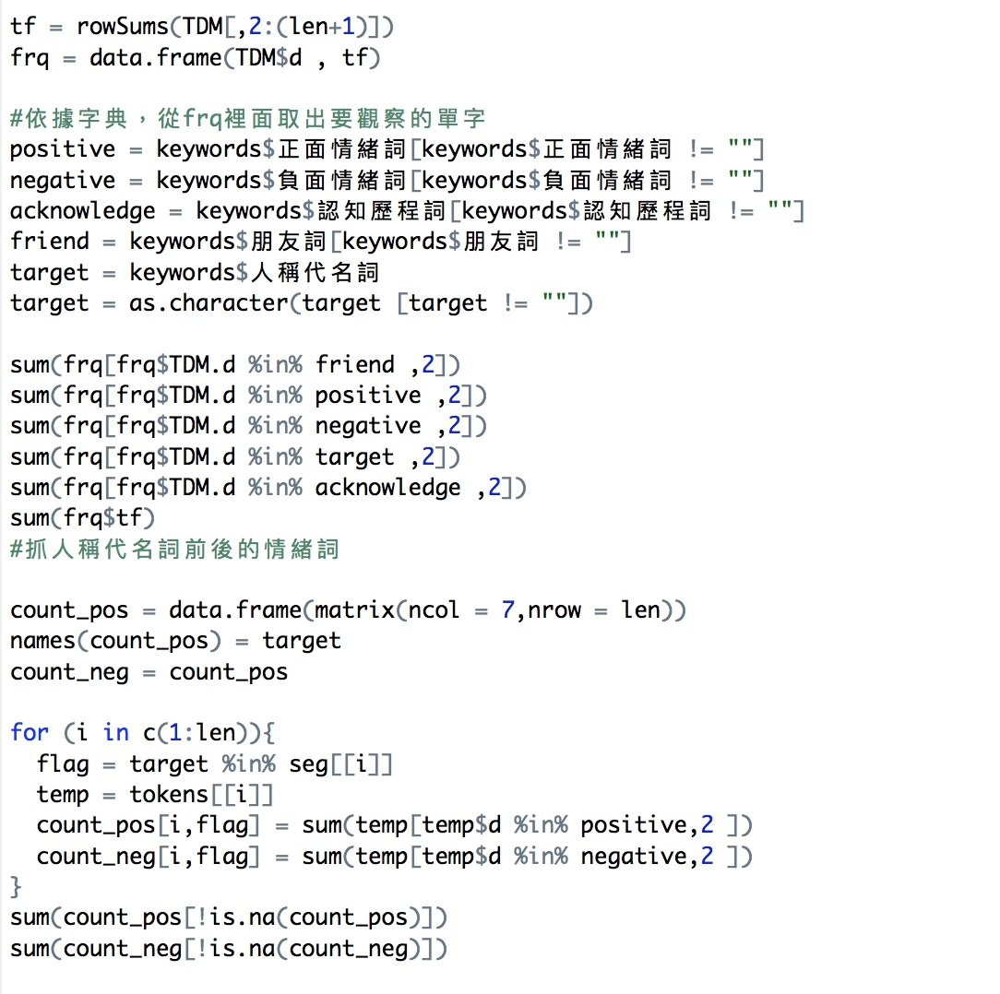 tf = rowSums(TDM[,2:(len+1)])
frq = data.frame(TDM$d , tf)
#依據字典，從frq裡面取出要觀察的單字
positive = keywords$正面情緒詞[keywords$正面情緒詞 != ""]
negative = keywords$負面情緒詞[keywords$負面情緒詞 != ""]
acknowledge = keywords$認知歷程詞[keywords$認知歷程詞 != ""]
friend = keywords$朋友詞[keywords$朋友詞 != ""]
target = keywords$人稱代名詞
target = as.character(target [target != ""])
sum(frq[frq$TDM.d %in% friend ,2])
sum(frq[frq$TDM.d %in% positive ,2])
sum(frq[frq$TDM.d %in% negative ,2])
sum(frq[frq$TDM.d %in% target ,2])
sum(frq[frq$TDM.d %in% acknowledge ,2])
sum(frq$tf)
#抓人稱代名詞前後的情緒詞
count_pos = data.frame(matrix(ncol = 7,nrow = len))
names(count_pos) = target
count_neg = count_pos
for (i in c(1:len)){
  flag = target %in% seg[[i]]
  temp = tokens[[i]]
  count_pos[i,flag] = sum(temp[temp$d %in% positive,2 ])
  count_neg[i,flag] = sum(temp[temp$d %in% negative,2 ])
}
sum(count_pos[!is.na(count_pos)])
sum(count_neg[!is.na(count_neg)])